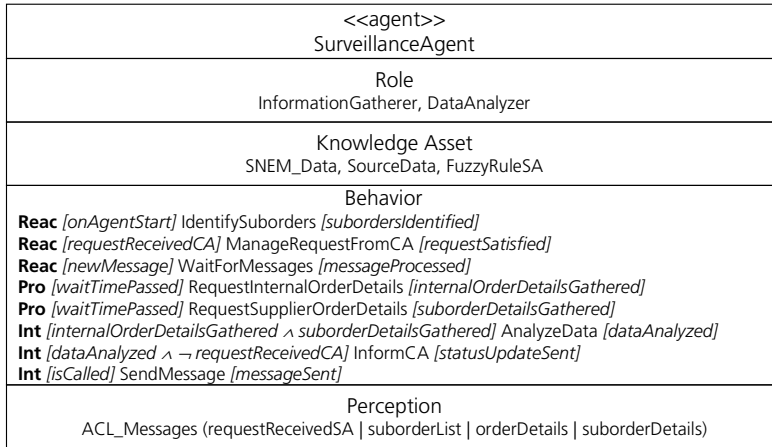 <<agent>>
SurveillanceAgent
Role
InformationGatherer, DataAnalyzer
Knowledge Asset
SNEM_Data, SourceData, FuzzyRuleSA
Behavior
Reac [onAgentStart] IdentifySuborders [subordersIdentified]
Reac [requestReceivedCA] ManageRequestFromCA [requestSatisfied]
Reac [newMessage] WaitForMessages [messageProcessed]
Pro [waitTimePassed] RequestInternalOrderDetails [internalOrderDetailsGathered]
Pro [waitTimePassed] RequestSupplierOrderDetails [suborderDetailsGathered]
Int [internalOrderDetailsGathered ∧ suborderDetailsGathered] AnalyzeData [dataAnalyzed]
Int [dataAnalyzed ∧ ¬ requestReceivedCA] InformCA [statusUpdateSent]
Int [isCalled] SendMessage [messageSent]
Perception
ACL_Messages (requestReceivedSA | suborderList | orderDetails | suborderDetails)